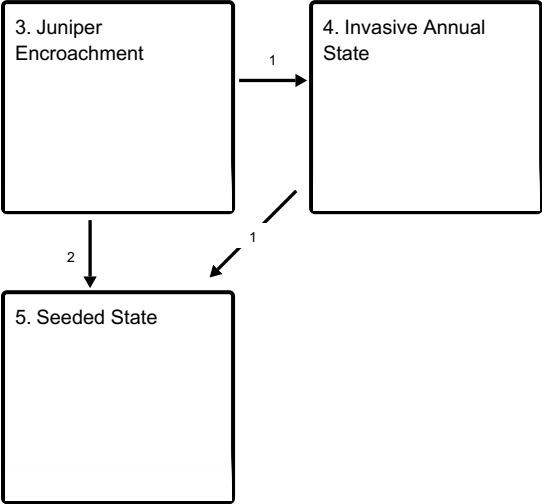 3. Juniper
Encroachment
4. Invasive Annual
State
1
1
2
5. Seeded State